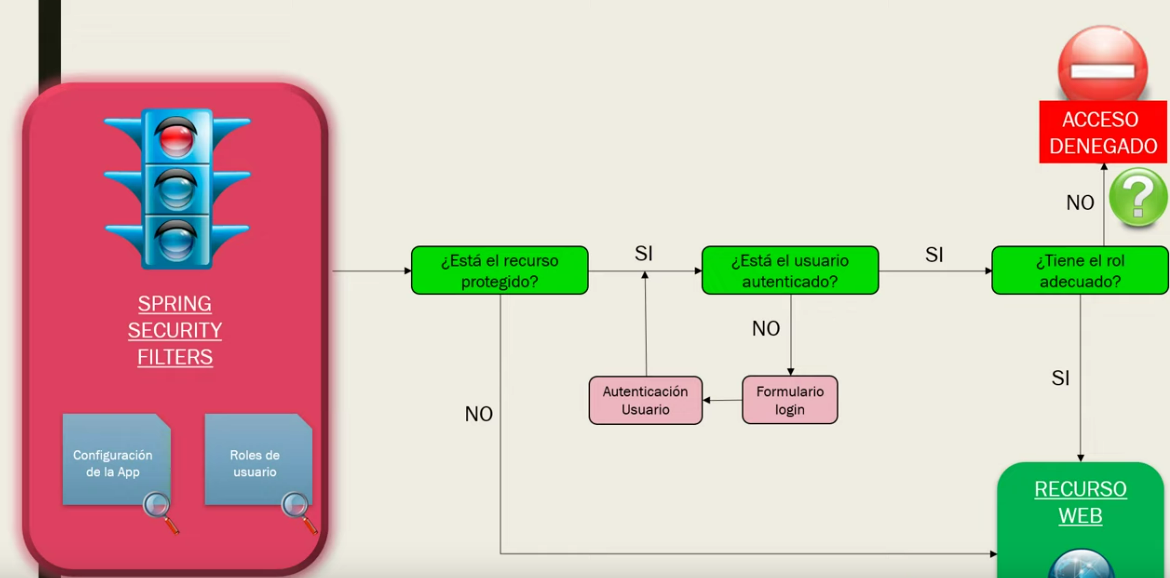 SPRING
SECURITY
FILTERS
Configuración
de la App
Roles de
usuario
¿Está el recurso
protegido?
SI
¿Está el usuario
autenticado?
SI
¿Tiene el rol
adecuado?
NO
ACCESO
DENEGADO
?
NO
Formulario
login
Autenticación
Usuario
NO
SI
RECURSO
WEB